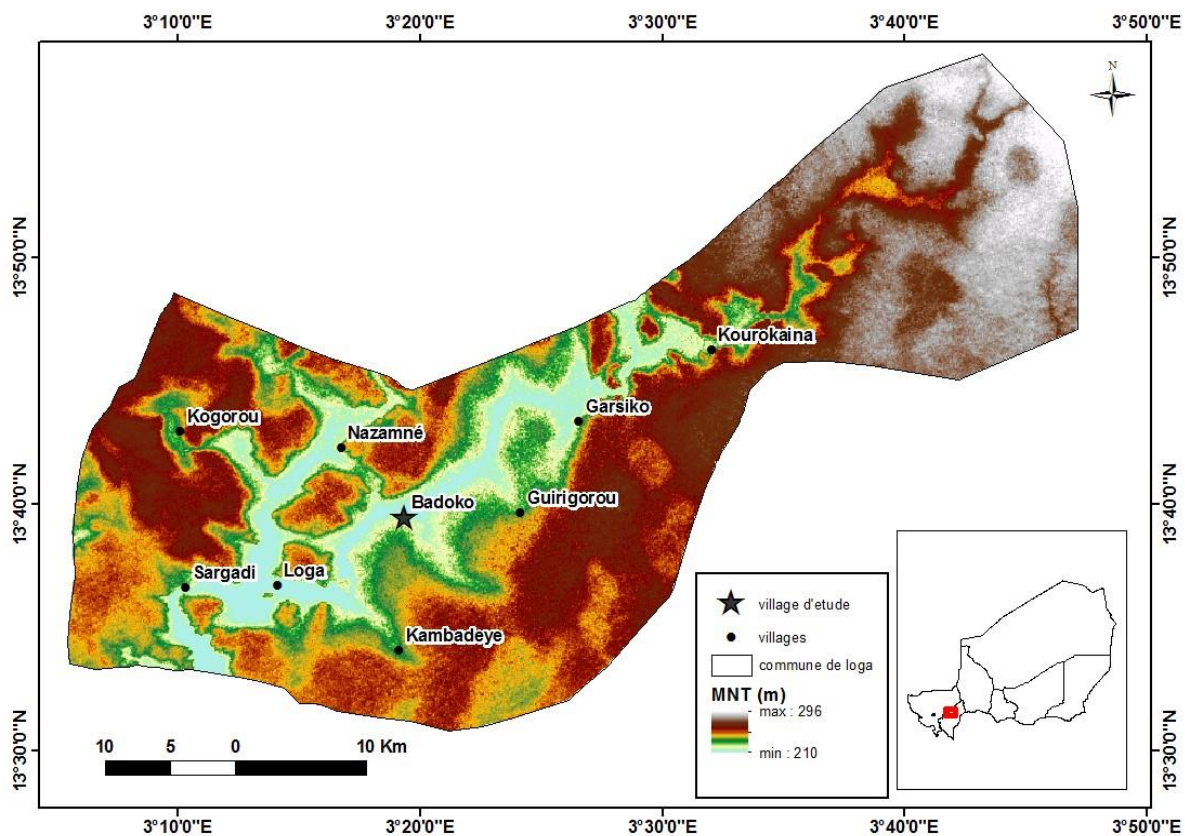 3°10'0"E 3°20'0"E 3°30'0"E 3°40'0"E 3°50'0"E
N
13°50'0"N 13°50'0"N
Kourokaina
Garsiko
Kogorou
Nazamné
Badoko
Guirigorou
13°40'0"N 13°40'0"N
Sargadi
Loga
Kambadeye
village d'etude
villages
commune de loga
MNT (m)
max : 296
min : 210
10 5 0 10 Km
13°30'0"N 13°30'0"N
3°10'0"E 3°20'0"E 3°30'0"E 3°40'0"E 3°50'0"E